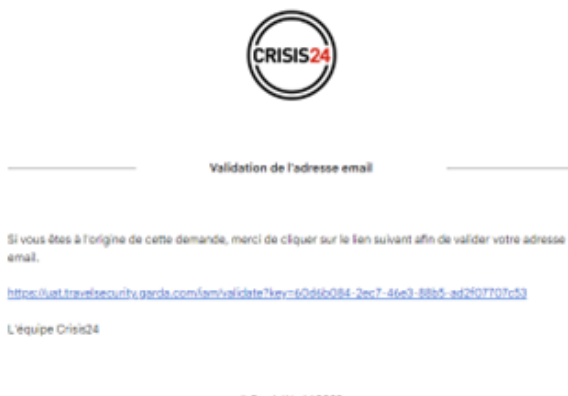 CRISIS24
Validation de l'adresse email
Si vous êtes à l'origine de cette demande, merci de cliquer sur le lien suivant afin de valider votre adresse
email.
https://uat.travelsecurity.garda.com/iam/validate?key=60d6b084-2ec7-46e3-88b5-ad2f07707c53
L'équipe Crisis24